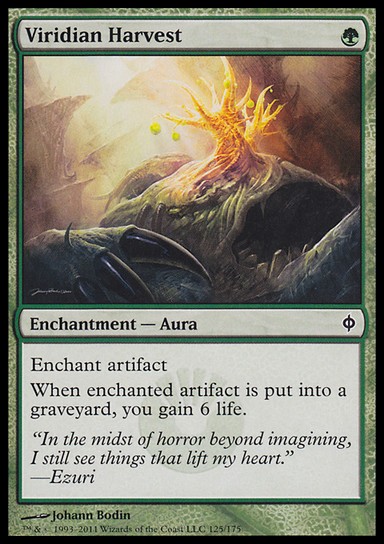 Viridian Harvest
Enchantment — Aura
Enchant artifact
When enchanted artifact is put into a
graveyard, you gain 6 life.
“In the midst of horror beyond imagining,
I still see things that lift my heart.”
—Ezuri
Johann Bodin
™ & © 1993–2011 Wizards of the Coast LLC 125/175